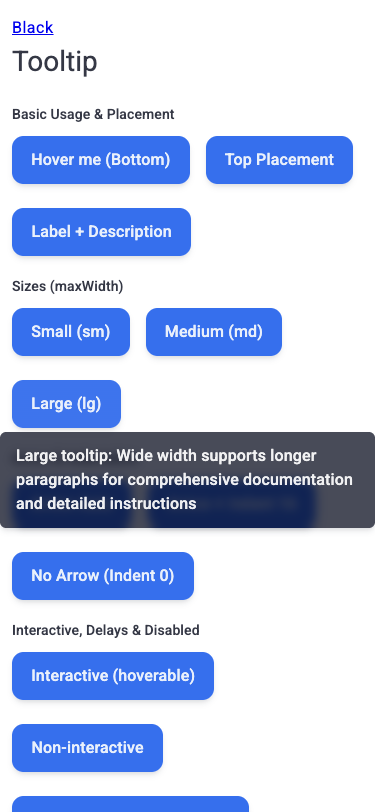 Black
Tooltip
Basic Usage & Placement
Hover me (Bottom)
Top Placement
Label + Description
Sizes (maxWidth)
Small (sm)
Medium (md)
Large (lg)
Large tooltip: Wide width supports longer
paragraphs for comprehensive documentation
and detailed instructions
No Arrow (Indent 0)
Interactive, Delays & Disabled
Interactive (hoverable)
Non-interactive